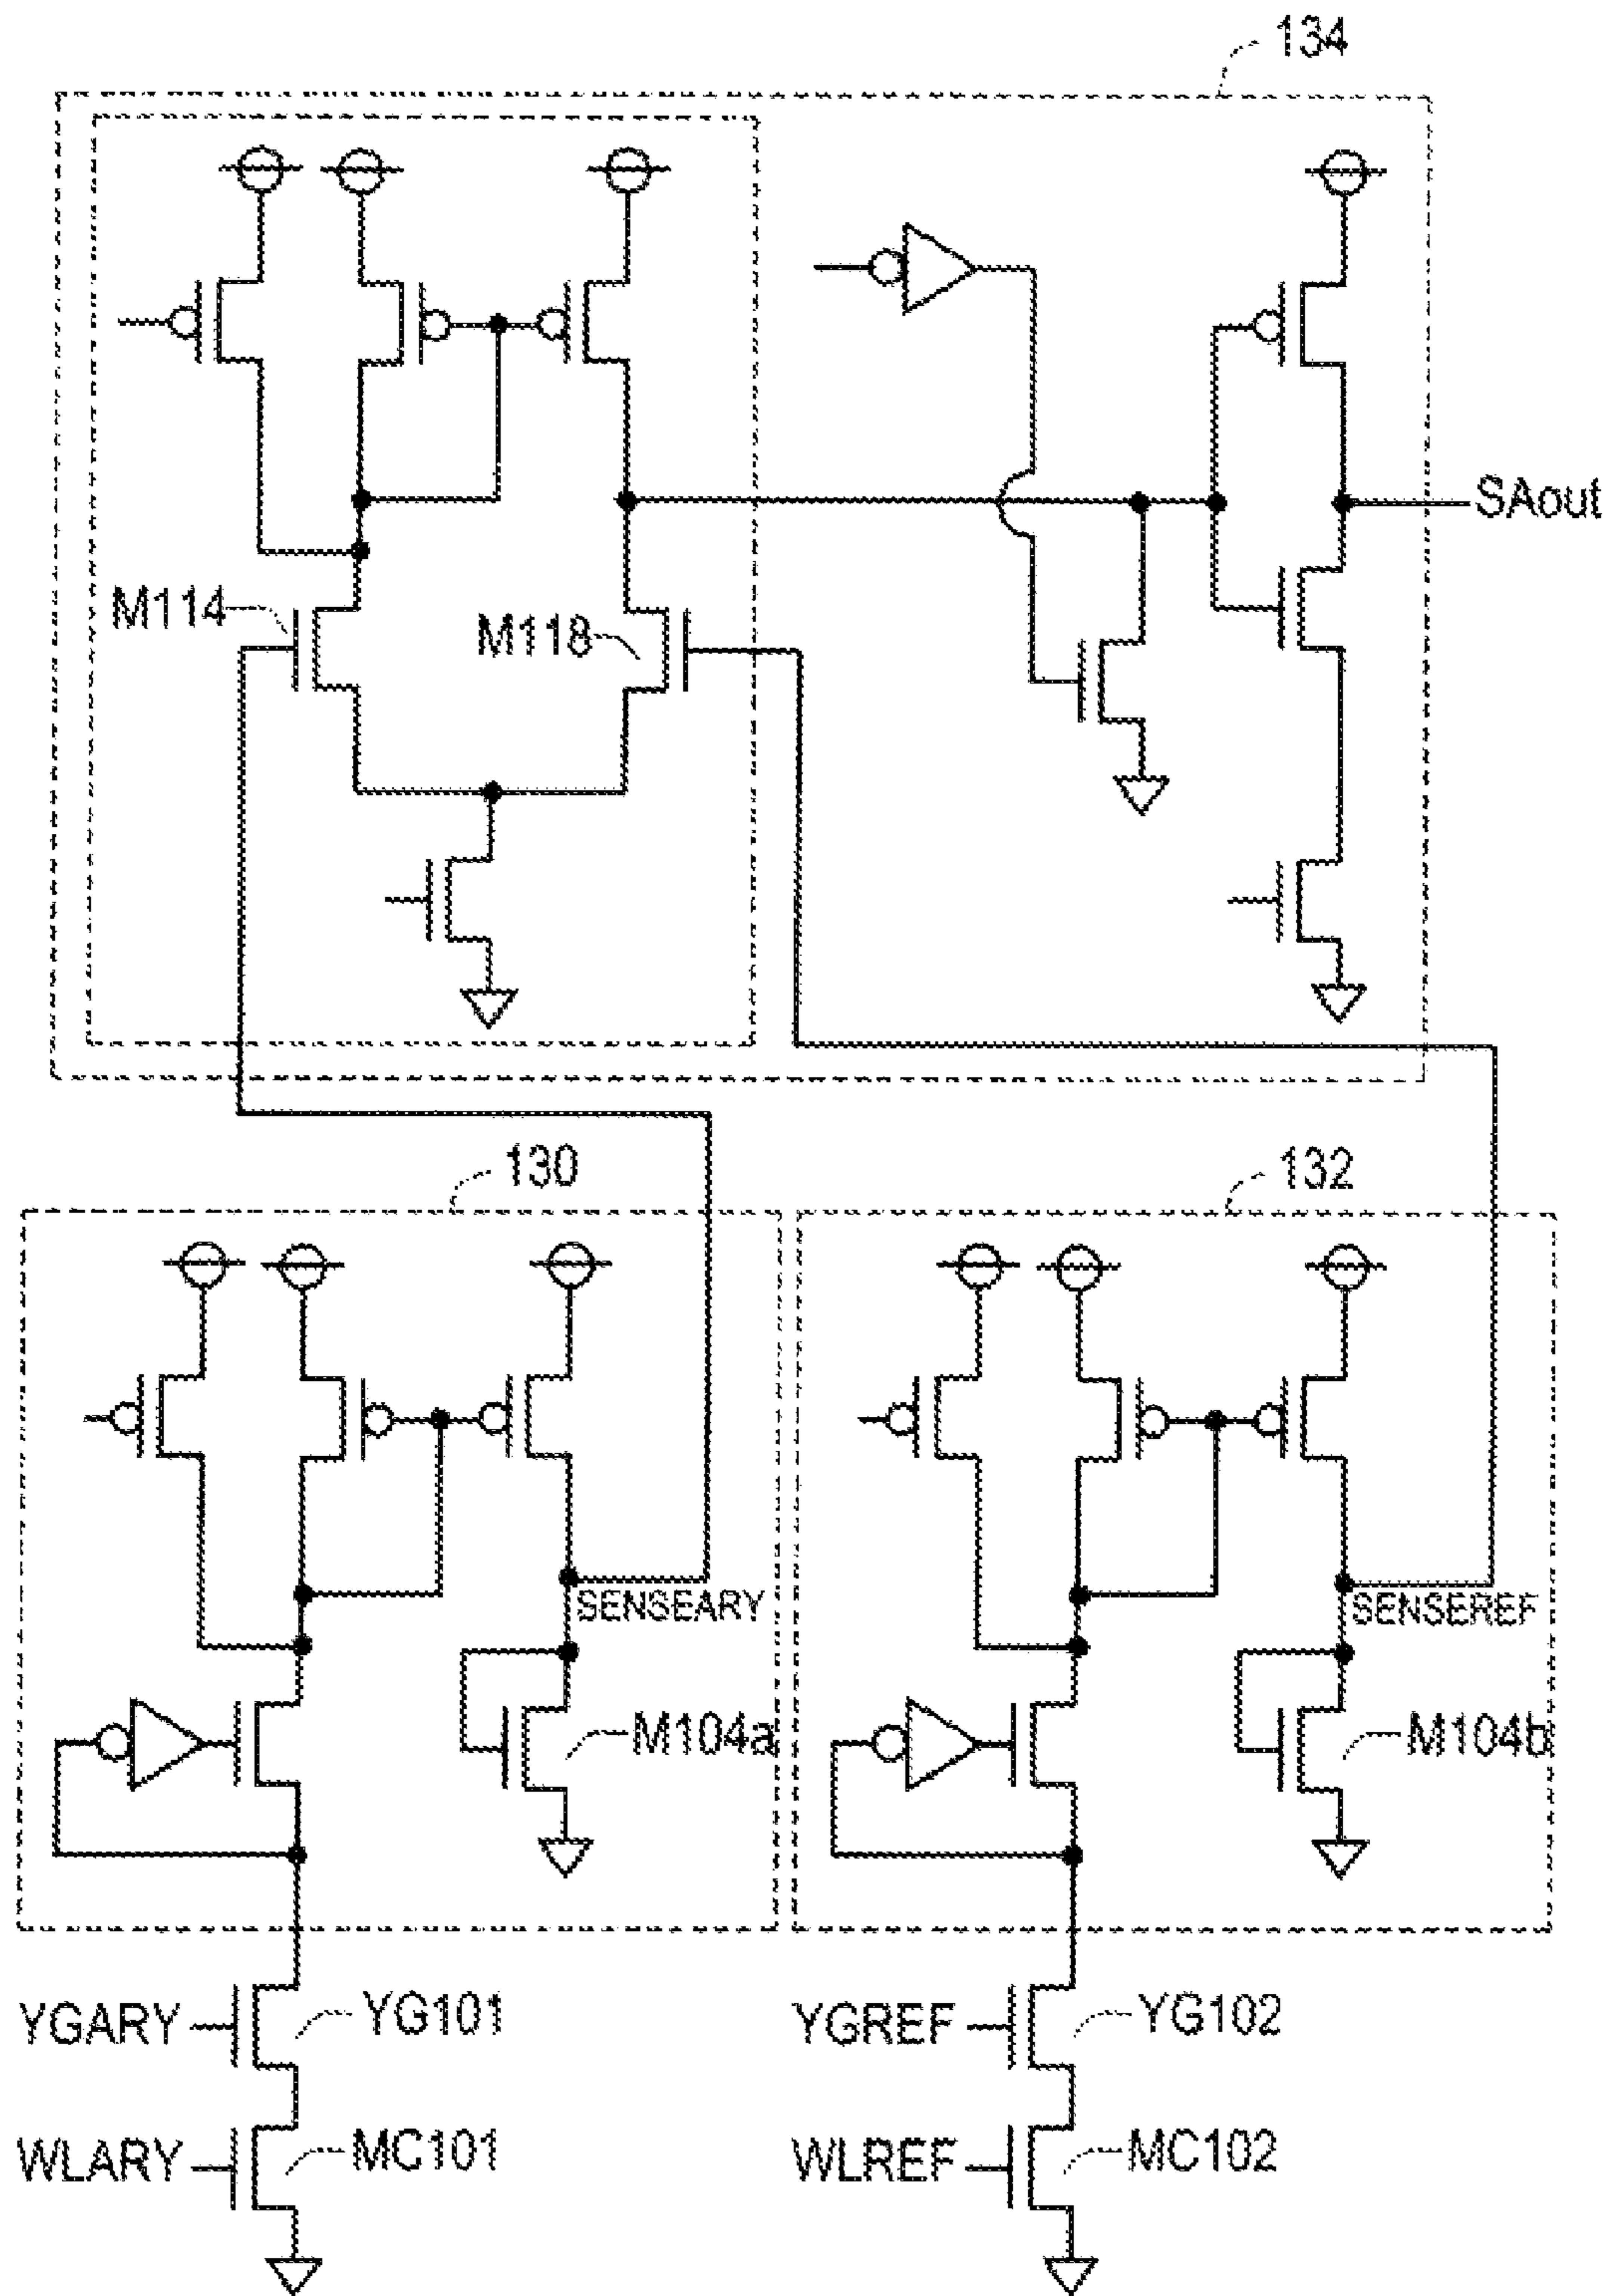 134
SAout
M114
M118
130
132
SENSEARY
SENSEREF
M104a
M104b
YGARY
YG101
YGREF
YG102
WLARY
MC101
WLREF
MC102